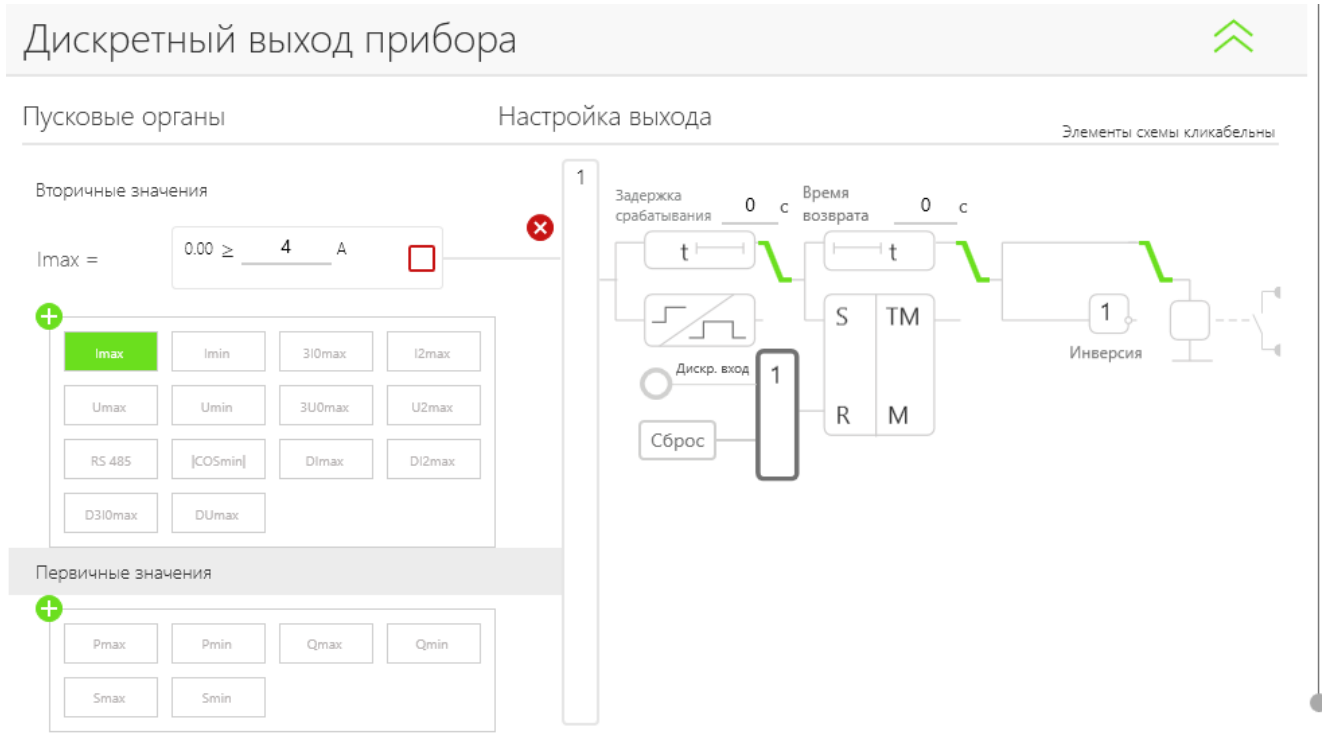 Дискретный выход прибора
Пусковые органы
Настройка выхода
Элементы схемы кликабельны
Вторичные значения
Imax =
0.00 ≥ 4 А
1
Задержка
срабатывания 0 с
Время
возврата 0 с
t
t
S TM
R M
1
Инверсия
Дискр. вход
1
Сброс
Imax Imin 3I0max I2max
Umax Umin 3U0max U2max
RS 485 |COSmin| DImax DI2max
D3I0max DUmax
Первичные значения
Pmax Pmin Qmax Qmin
Smax Smin